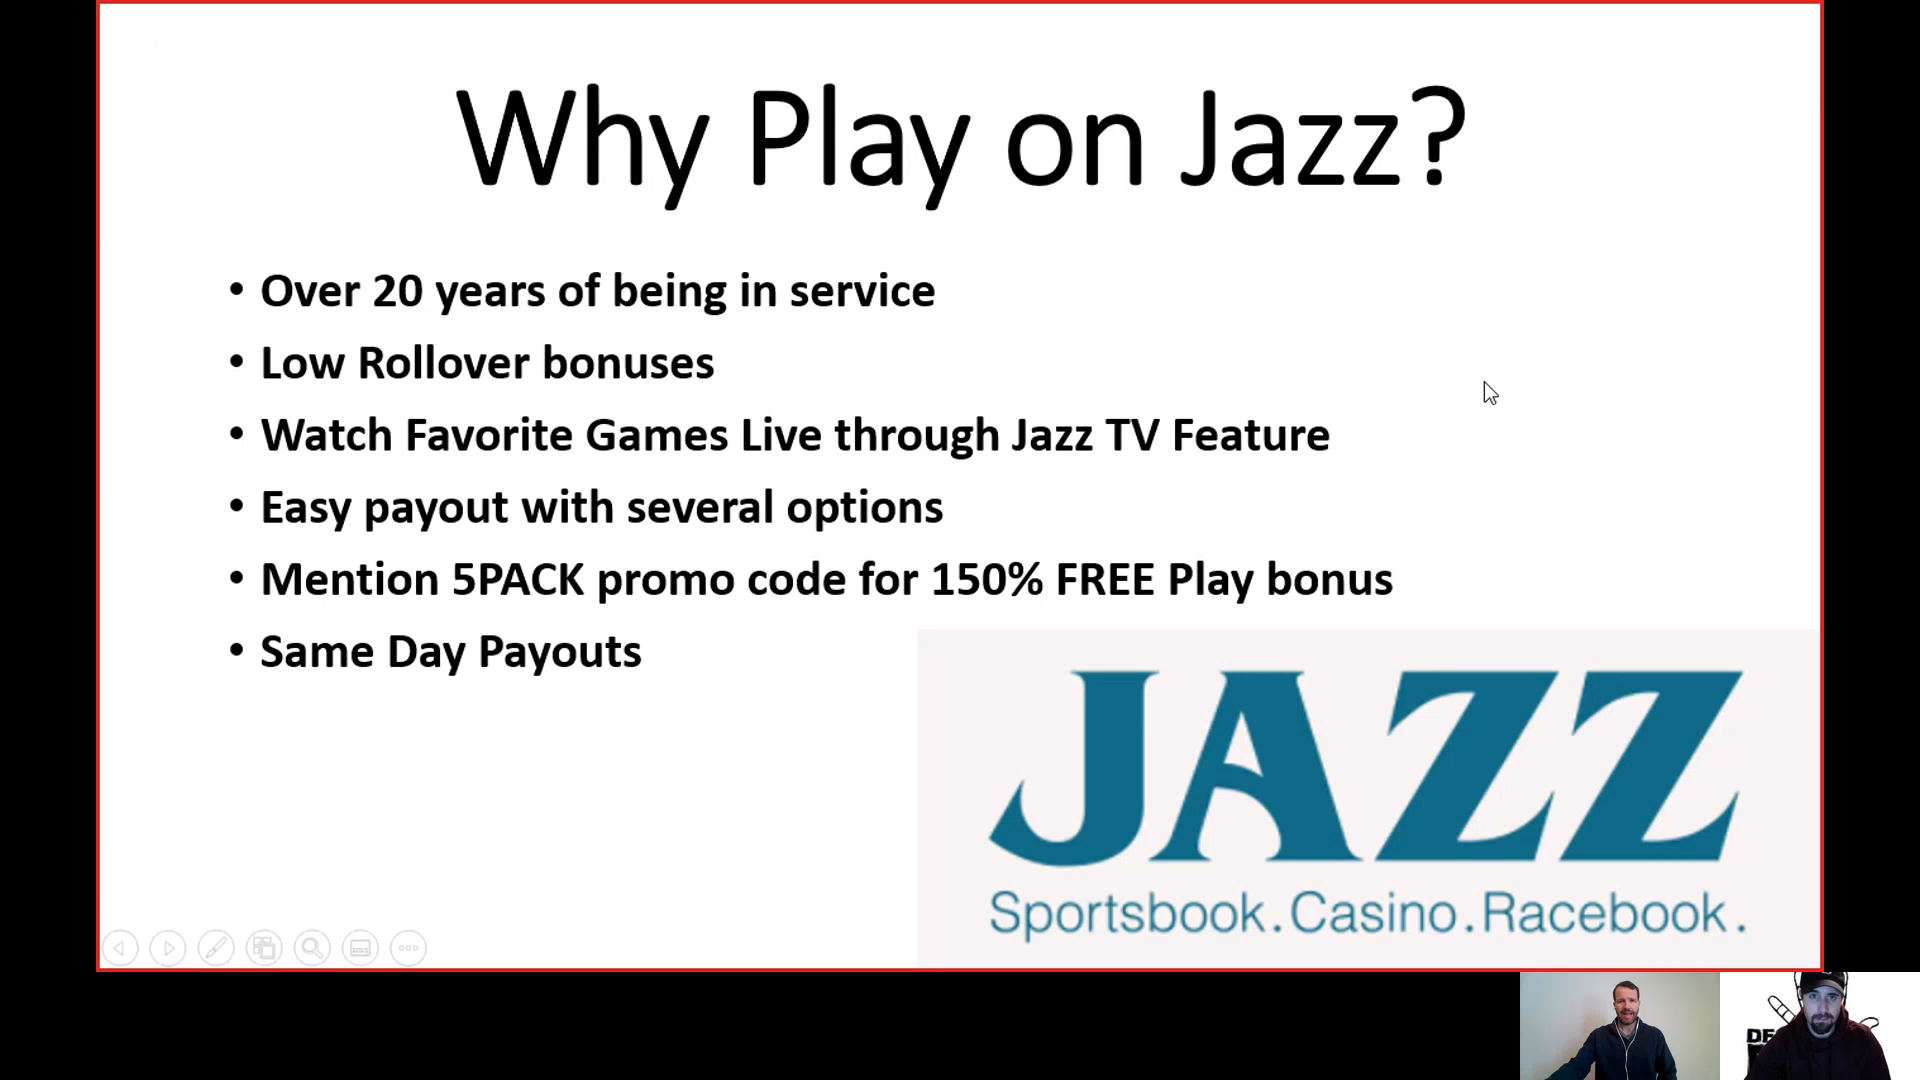 Why Play on Jazz?
• Over 20 years of being in service
• Low Rollover bonuses
• Watch Favorite Games Live through Jazz TV Feature
• Easy payout with several options
• Mention 5PACK promo code for 150% FREE Play bonus
• Same Day Payouts
JAZZ
Sportsbook.Casino.Racebook.